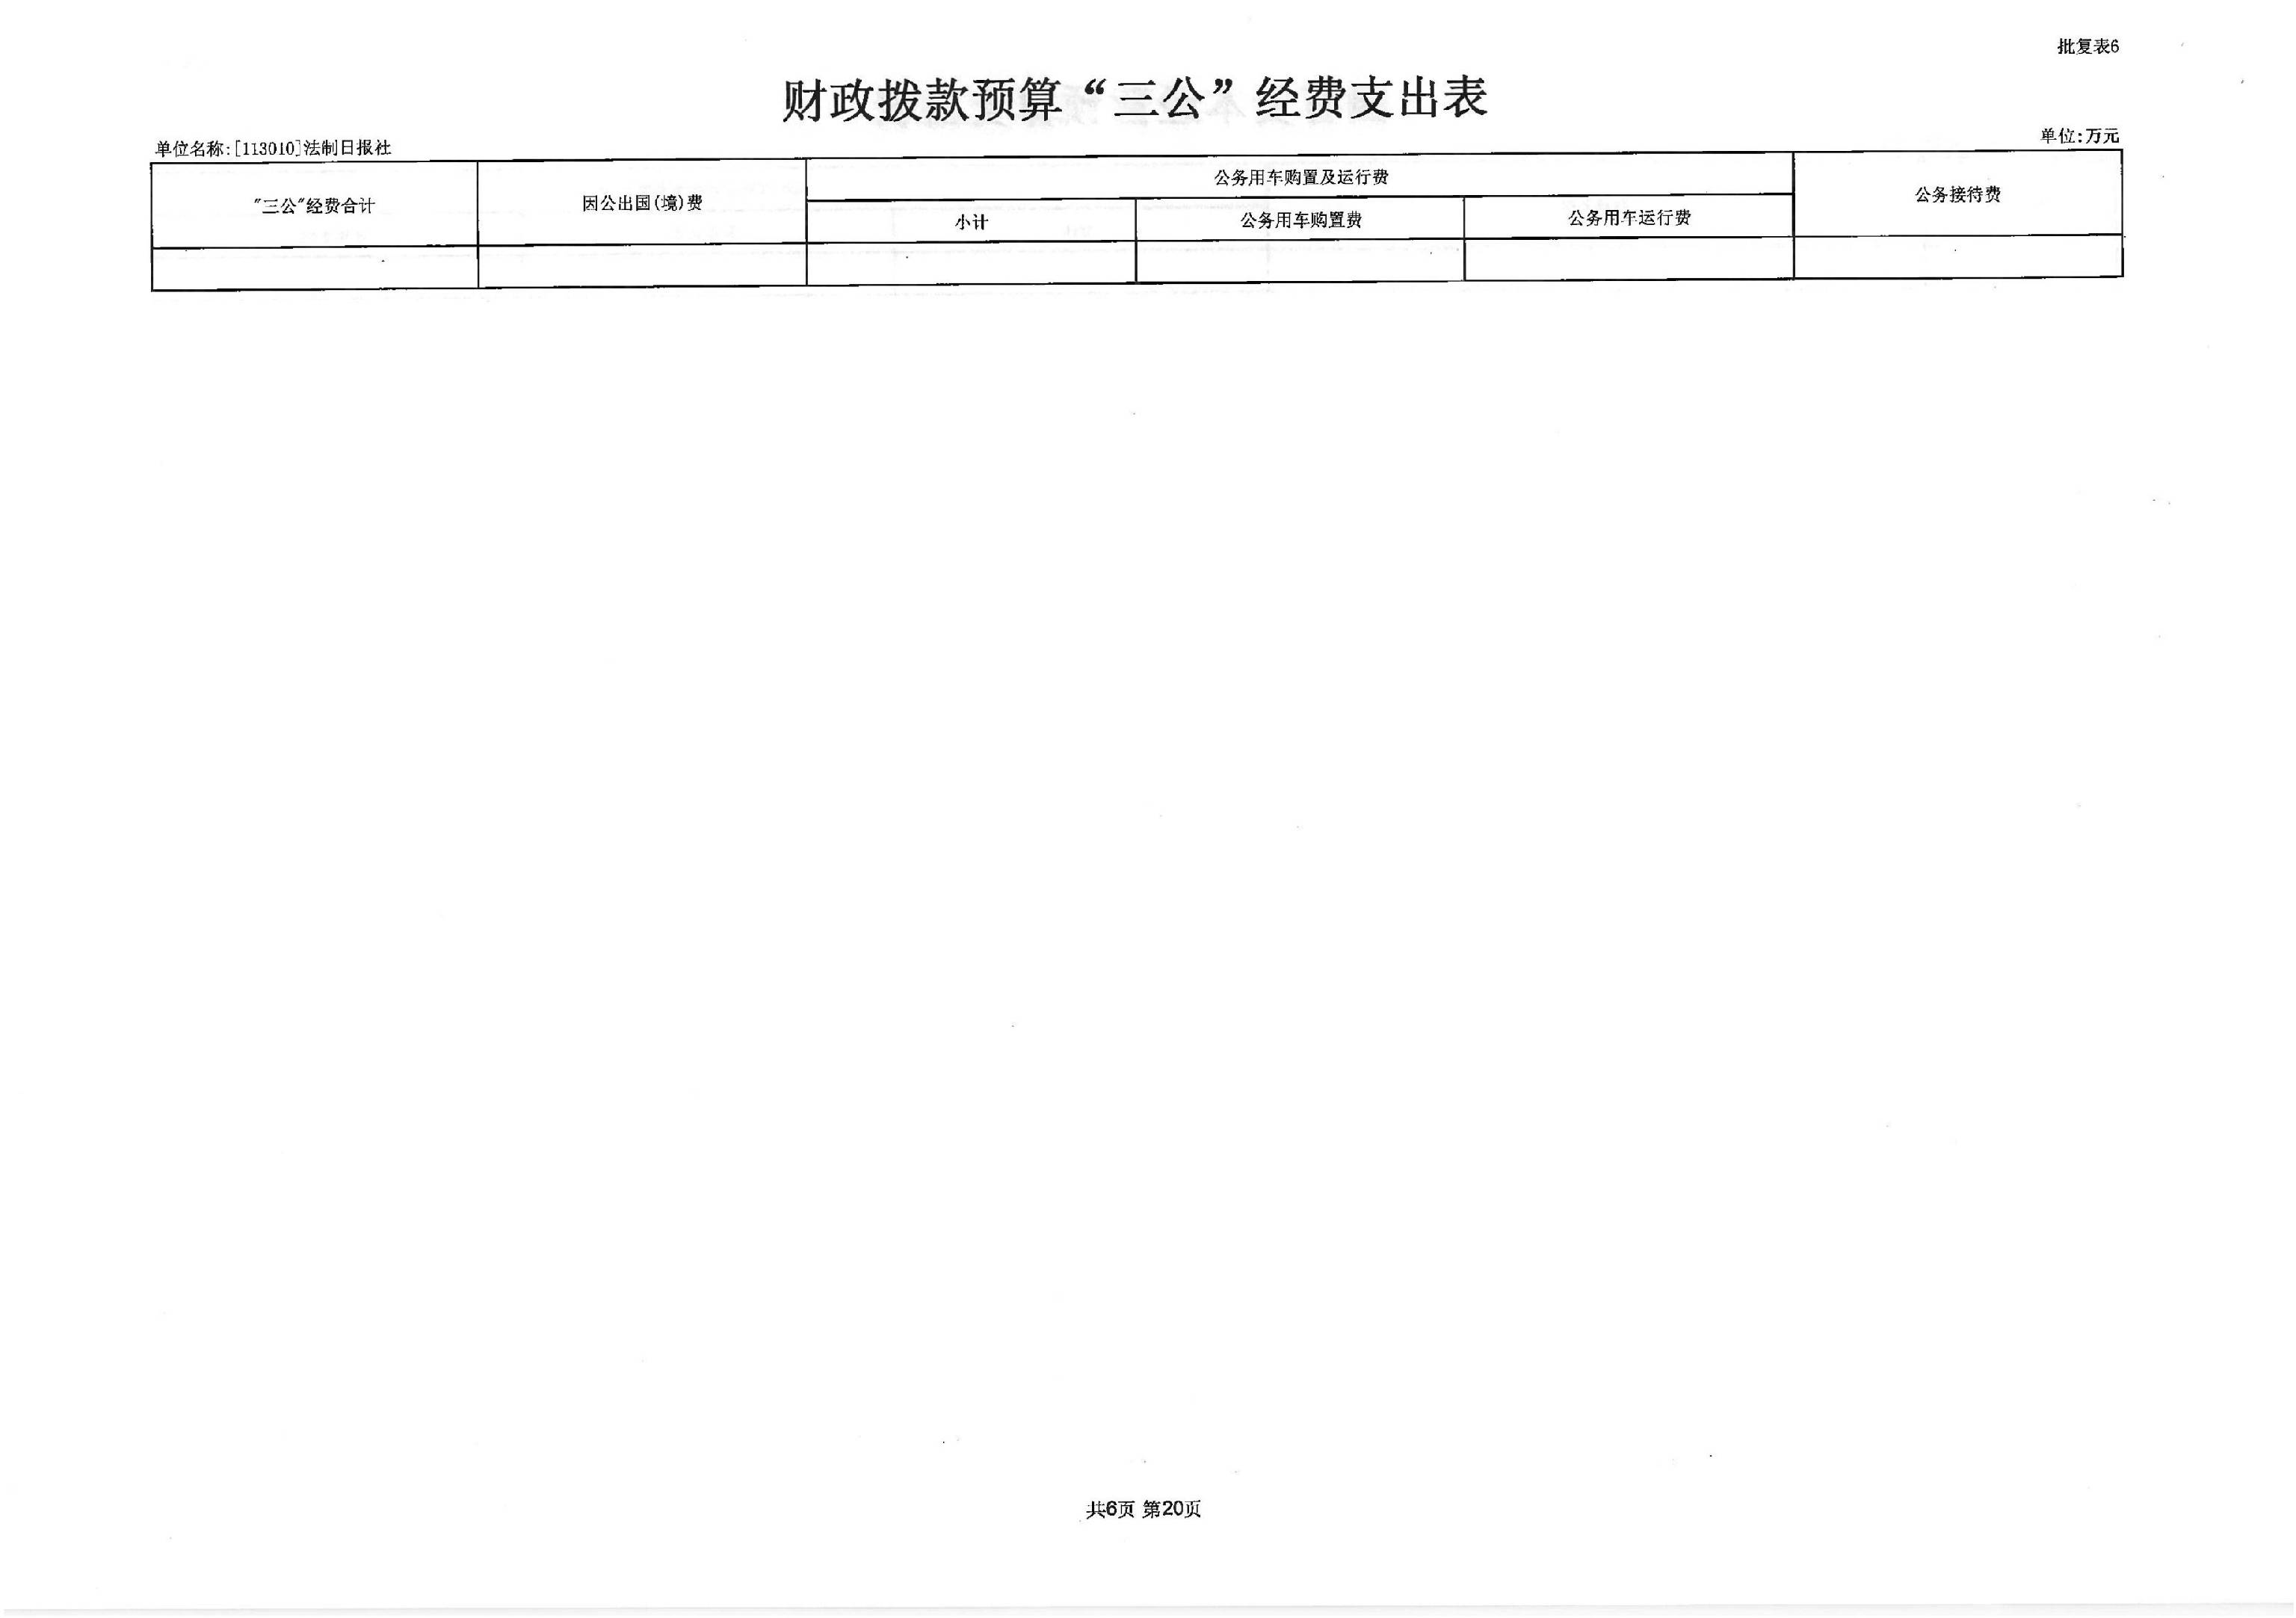 批复表6
财政拨款预算“三公”经费支出表
单位名称:[113010]法制日报社
单位:万元
"三公"经费合计
因公出国(境)费
公务用车购置及运行费
公务接待费
小计
公务用车购置费
公务用车运行费
共6页 第20页